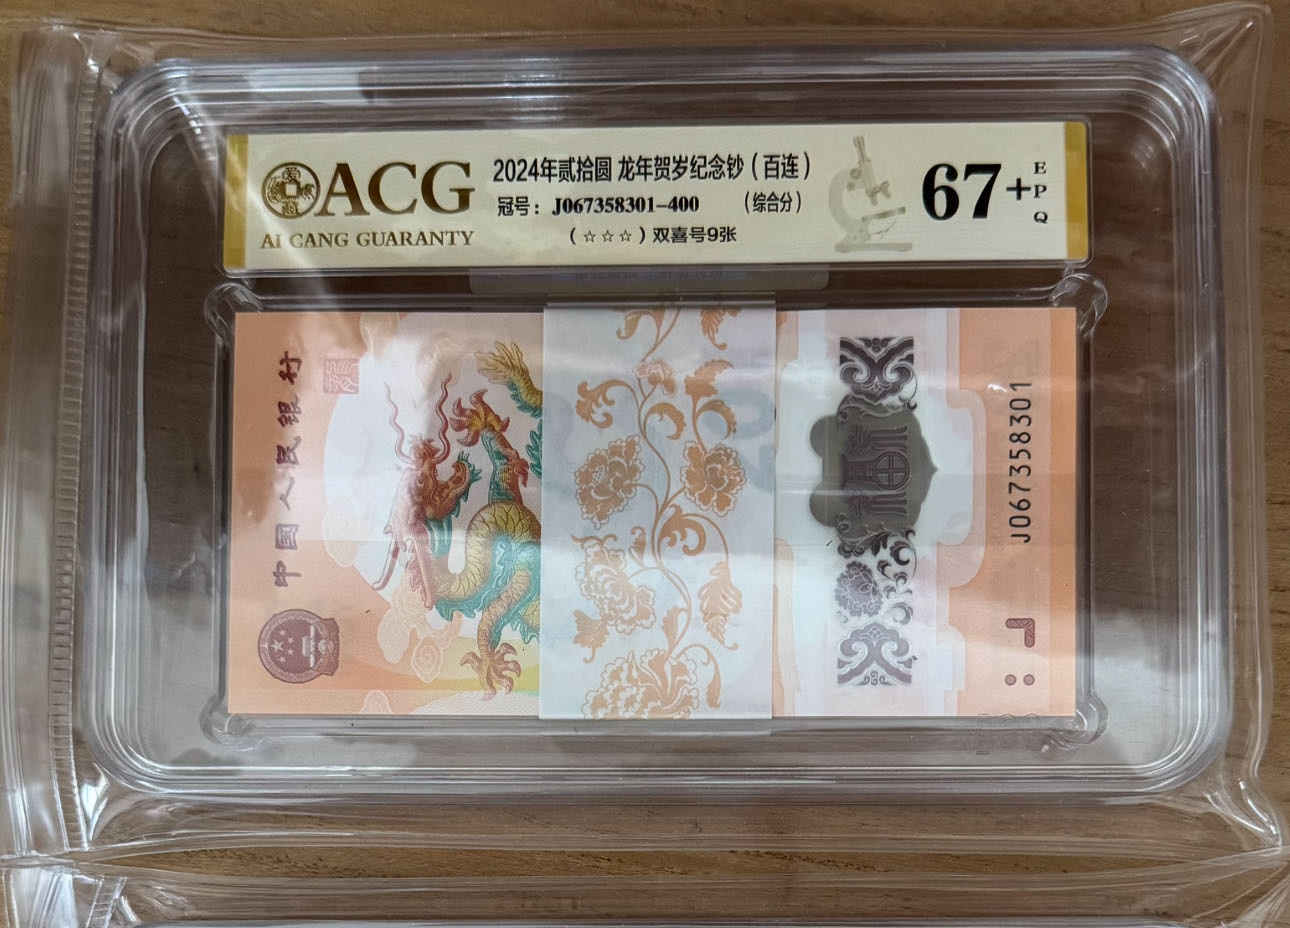 ACG
AI CANG GUARANTY
2024年贰拾圆 龙年贺岁纪念钞（百连）
冠号：J067358301-400 （综合分）
（☆☆☆）双喜号9张
67+
EPQ
中国人民银行
J067358301